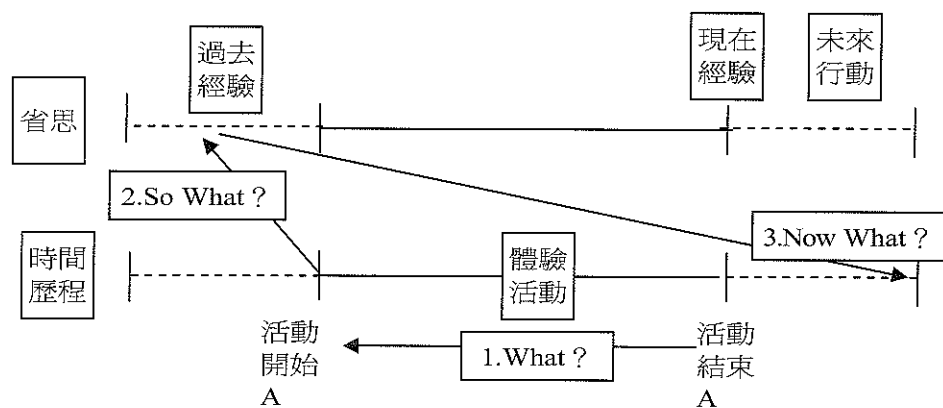 過去
經驗
現在
經驗
未來
行動
省思
2.So What？
3.Now What？
時間
歷程
體驗
活動
活動
開始
A
1.What？
活動
結束
A